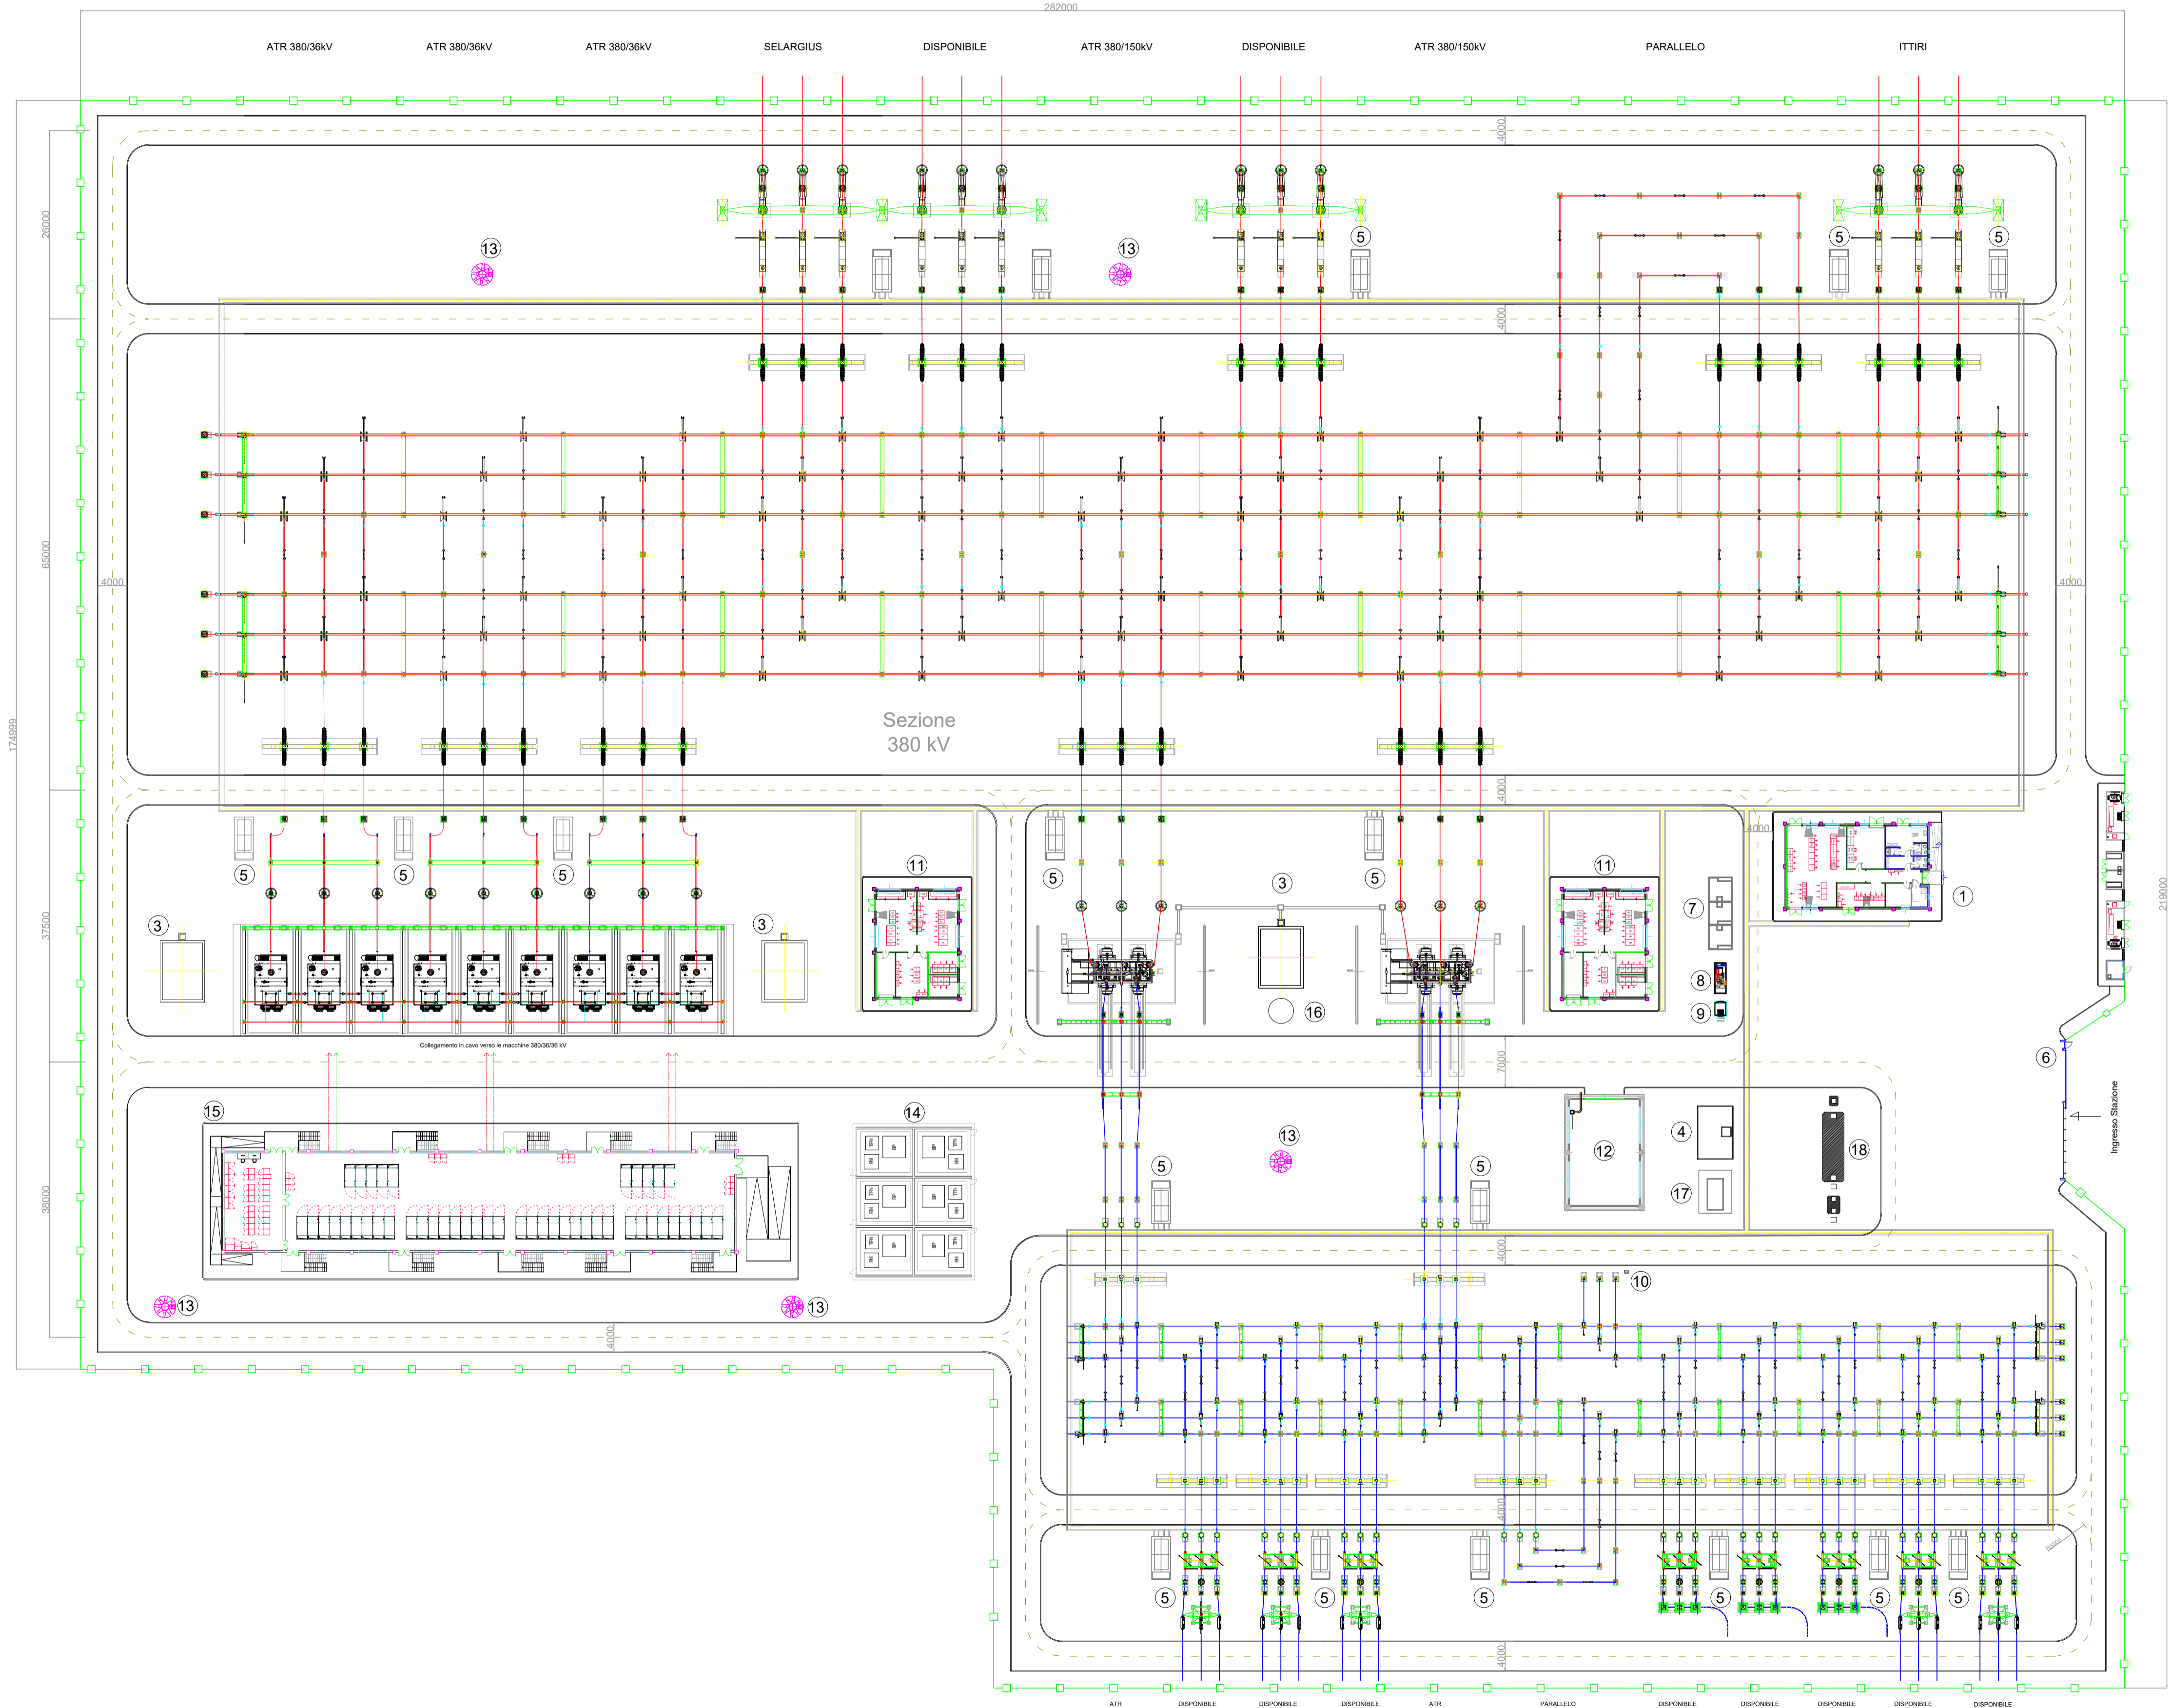 282000
ATR 380/36kV
ATR 380/36kV
ATR 380/36kV
SELARGIUS
DISPONIBILE
ATR 380/150kV
DISPONIBILE
ATR 380/150kV
PARALLELO
ITTIRI
4000
26000
13
13
5
5
5
4000
65000
4000
4000
174999
Sezione
380 kV
4000
4000
219000
5
5
5
11
5
3
5
11
7
1
3
3
37500
8
9
16
Collegamento in cavo verso le macchine 380/36/36 kV
7000
6
Ingresso Stazione
15
14
13
12
4
18
5
5
17
38000
4000
10
13
13
4000
4000
5
5
5
5
5
5
4000
ATR
DISPONIBILE
DISPONIBILE
DISPONIBILE
ATR
PARALLELO
DISPONIBILE
DISPONIBILE
DISPONIBILE
DISPONIBILE
DISPONIBILE